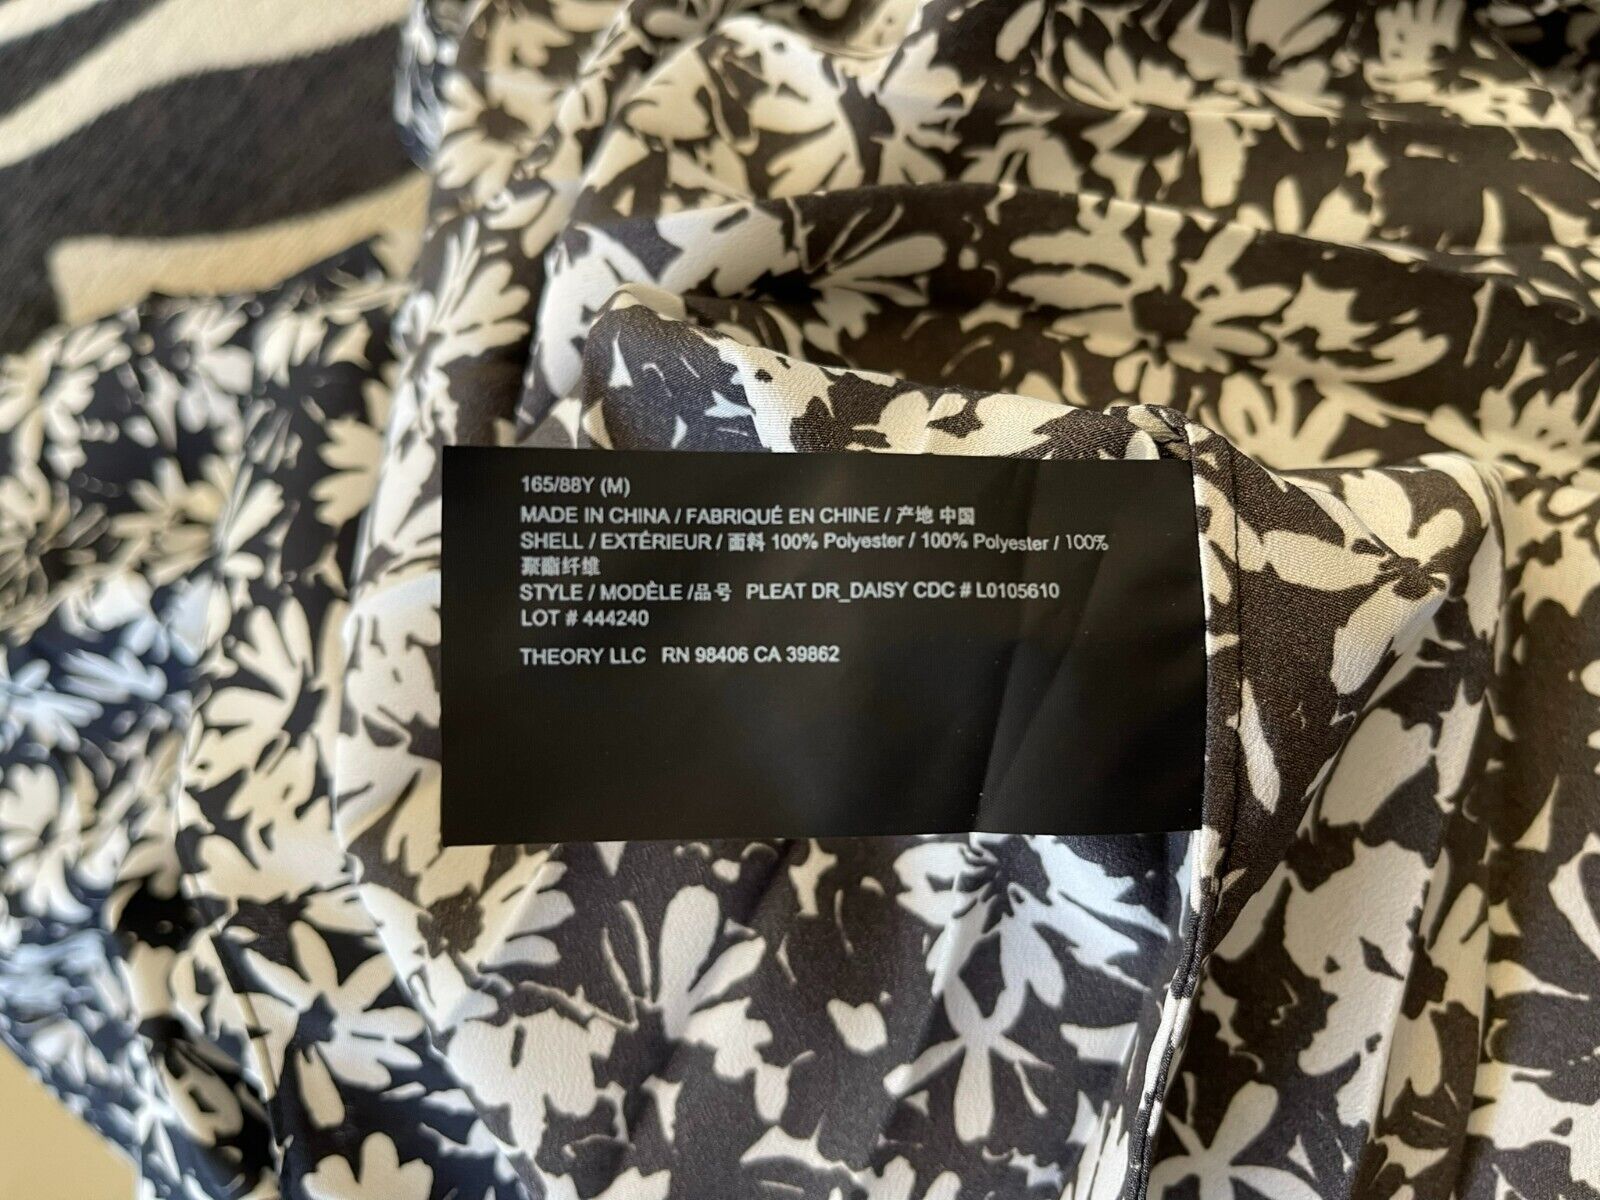 165/88Y (M)
MADE IN CHINA / FABRIQUÉ EN CHINE / 产地 中国
SHELL / EXTÉRIEUR / 面料 100% Polyester / 100% Polyester / 100%
聚酯纤维
STYLE / MODÈLE /品号 PLEAT DR_DAISY CDC # L0105610
LOT # 444240
THEORY LLC RN 98406 CA 39862